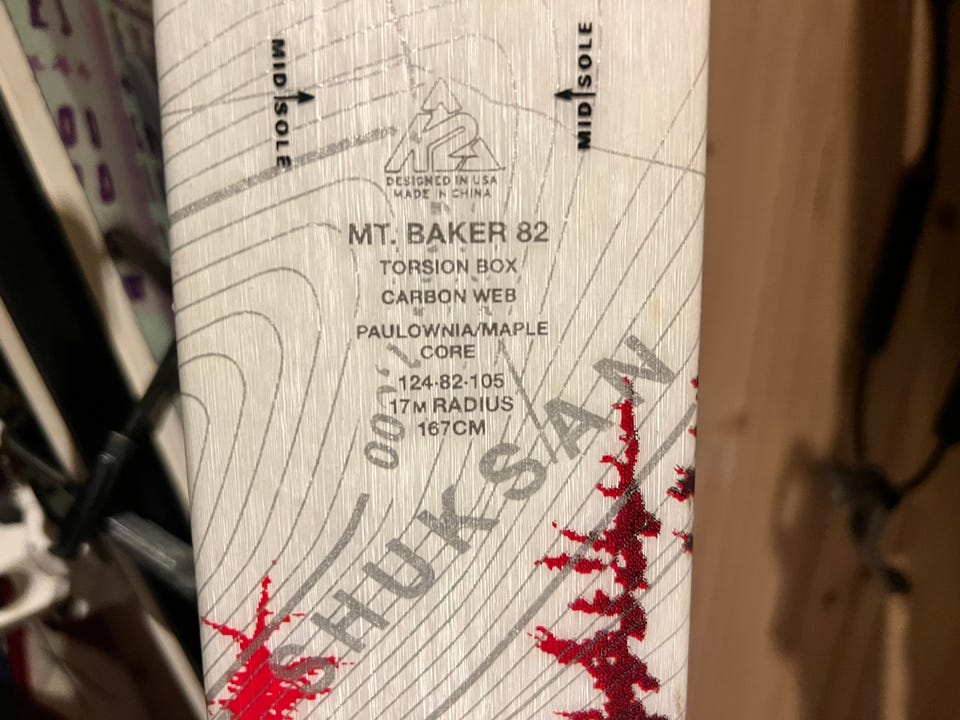 MID SOLE
MID SOLE
K2
DESIGNED IN USA
MADE IN CHINA
MT. BAKER 82
TORSION BOX
CARBON WEB
PAULOWNIA/MAPLE
CORE
124-82-105
17M RADIUS
167CM
SHUKSAN